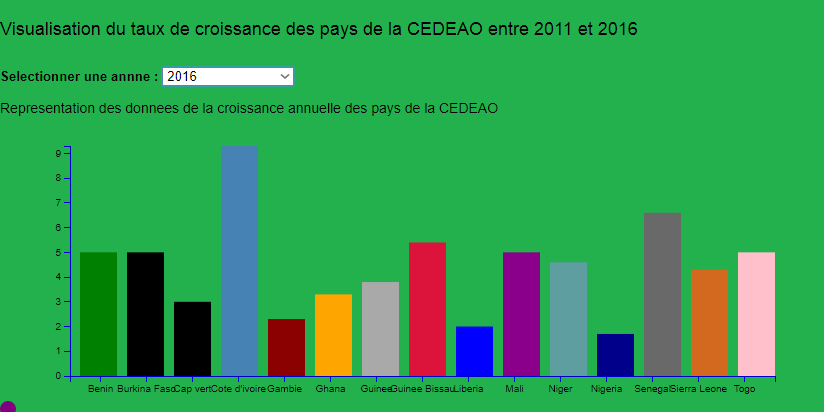 Visualisation du taux de croissance des pays de la CEDEAO entre 2011 et 2016
Selectionner une annne : 2016
Representation des donnees de la croissance annuelle des pays de la CEDEAO
9
8
7
6
5
4
3
2
1
0
Benin Burkina Faso Cap vert Cote d'ivoire Gambie Ghana Guinee Guinee Bissau Liberia Mali Niger Nigeria Senegal Sierra Leone Togo